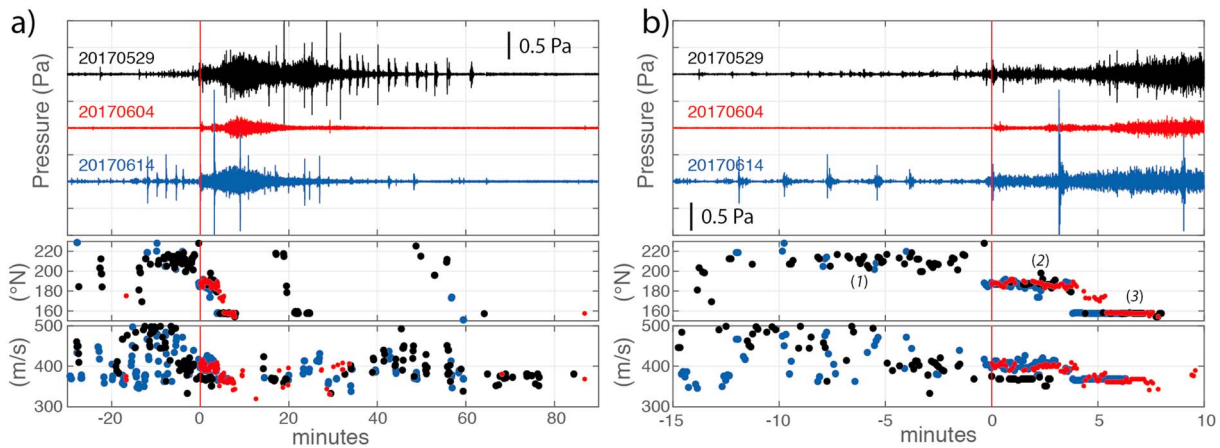 a)
Pressure (Pa)
20170529
0.5 Pa
20170604
20170614
(°N)
220
200
180
160
(m/s)
500
400
300
-20 0 20 40 60 80
minutes
b)
Pressure (Pa)
20170529
20170604
20170614
0.5 Pa
(°N)
220
200
180
160
(1)
(2)
(3)
(m/s)
500
400
300
-15 -10 -5 0 5 10
minutes